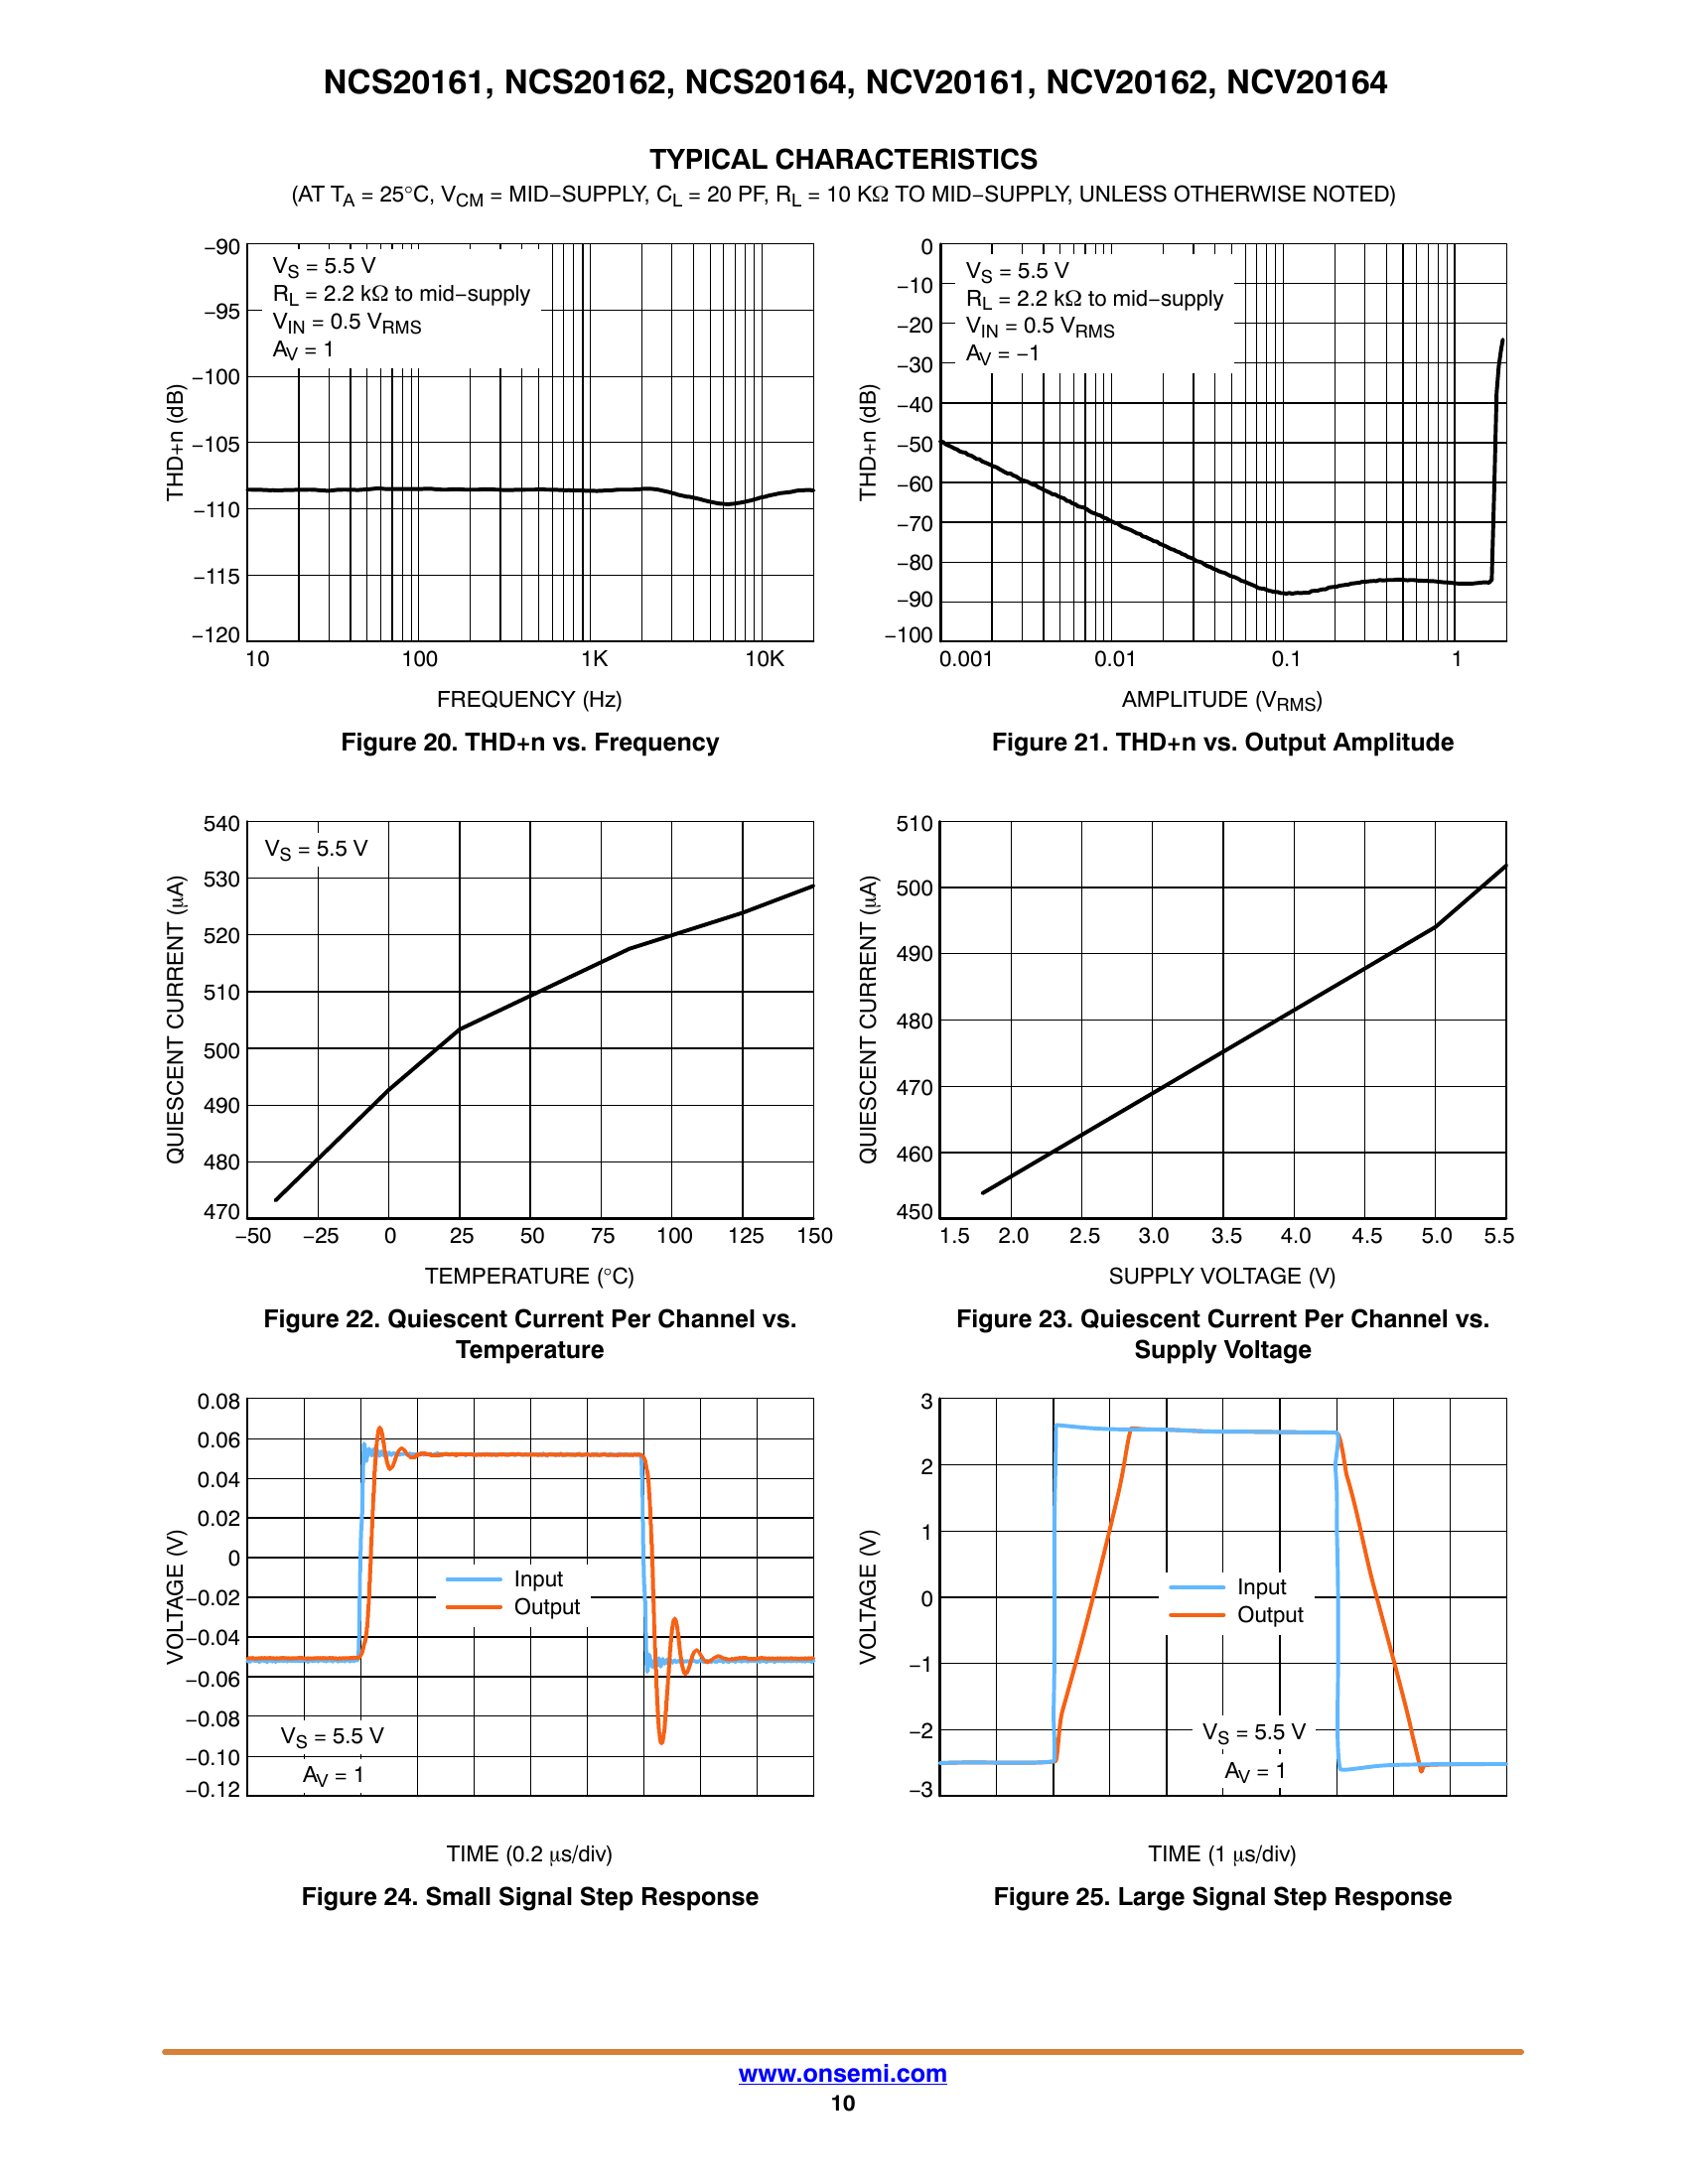 NCS20161, NCS20162, NCS20164, NCV20161, NCV20162, NCV20164
TYPICAL CHARACTERISTICS
(AT TA = 25°C, VCM = MID−SUPPLY, CL = 20 PF, RL = 10 KΩ TO MID−SUPPLY, UNLESS OTHERWISE NOTED)
THD+n (dB)
−90
−95
−100
−105
−110
−115
−120
VS = 5.5 V
RL = 2.2 kΩ to mid−supply
VIN = 0.5 VRMS
AV = 1
10 100 1K 10K
FREQUENCY (Hz)
Figure 20. THD+n vs. Frequency
THD+n (dB)
0
−10
−20
−30
−40
−50
−60
−70
−80
−90
−100
VS = 5.5 V
RL = 2.2 kΩ to mid−supply
VIN = 0.5 VRMS
AV = −1
0.001 0.01 0.1 1
AMPLITUDE (VRMS)
Figure 21. THD+n vs. Output Amplitude
QUIESCENT CURRENT (μA)
540
530
520
510
500
490
480
470
VS = 5.5 V
−50 −25 0 25 50 75 100 125 150
TEMPERATURE (°C)
Figure 22. Quiescent Current Per Channel vs.
Temperature
QUIESCENT CURRENT (μA)
510
500
490
480
470
460
450
1.5 2.0 2.5 3.0 3.5 4.0 4.5 5.0 5.5
SUPPLY VOLTAGE (V)
Figure 23. Quiescent Current Per Channel vs.
Supply Voltage
VOLTAGE (V)
0.08
0.06
0.04
0.02
0
−0.02
−0.04
−0.06
−0.08
−0.10
−0.12
Input
Output
VS = 5.5 V
AV = 1
TIME (0.2 μs/div)
Figure 24. Small Signal Step Response
VOLTAGE (V)
3
2
1
0
−1
−2
−3
Input
Output
VS = 5.5 V
AV = 1
TIME (1 μs/div)
Figure 25. Large Signal Step Response
www.onsemi.com
10